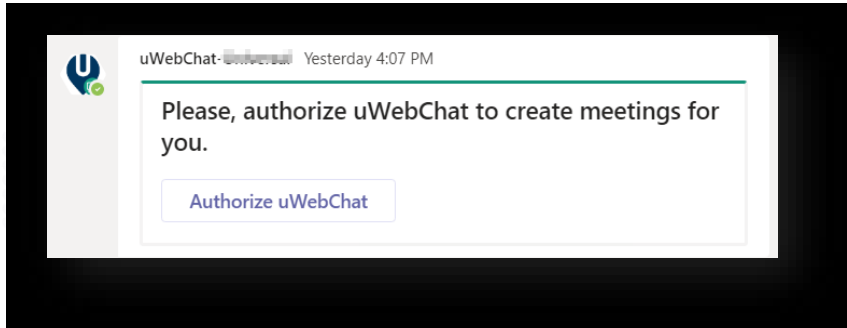 uWebChat- Yesterday 4:07 PM
Please, authorize uWebChat to create meetings for
you.
Authorize uWebChat